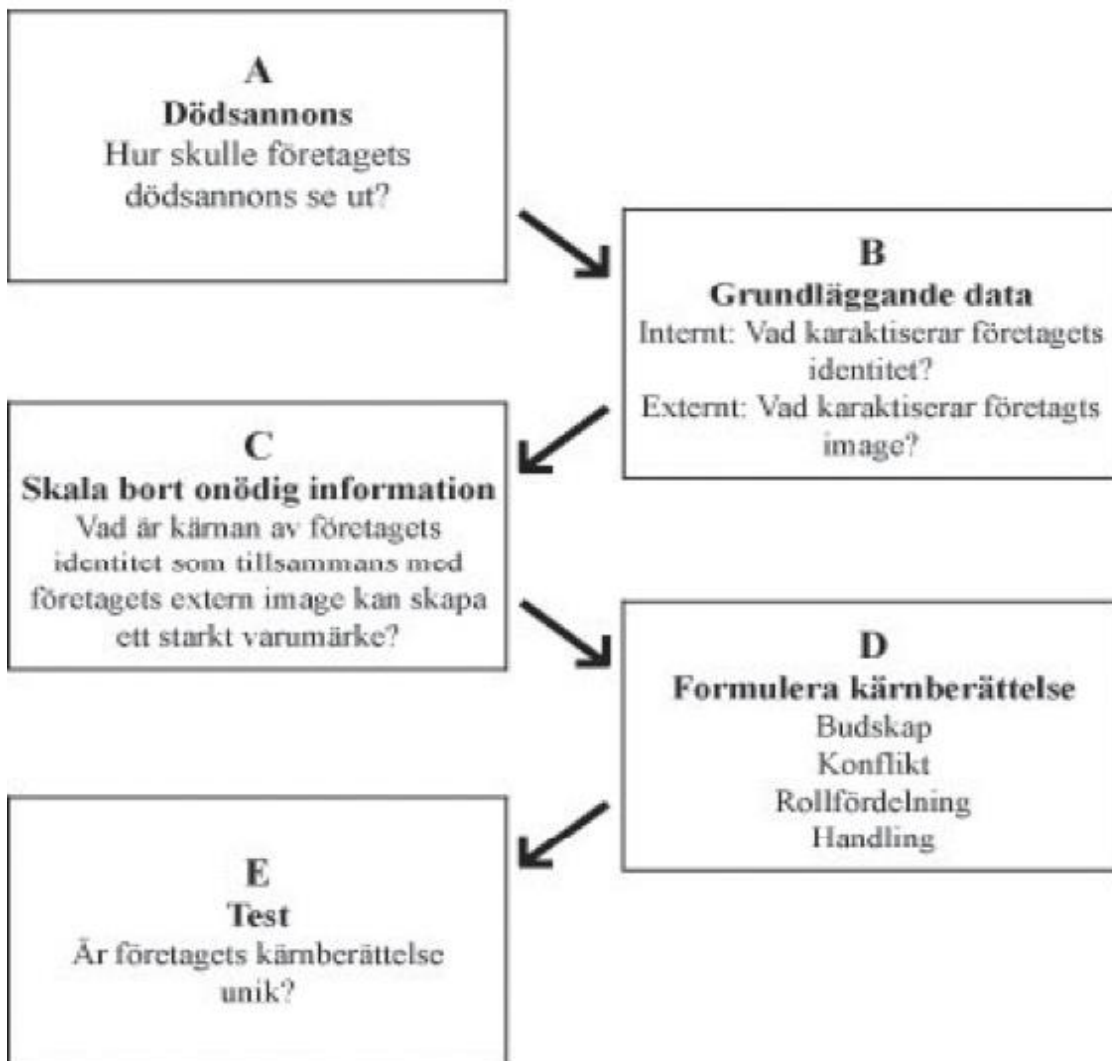 A
Dödsannons
Hur skulle företagets
dödsannons se ut?
B
Grundläggande data
Internt: Vad karaktiserar företagets
identitet?
Externt: Vad karaktiserar företagts
image?
C
Skala bort onödig information
Vad är kärnan av företagets
identitet som tillsammans med
företagets extern image kan skapa
ett starkt varumärke?
D
Formulera kärnberättelse
Budskap
Konflikt
Rollfördelning
Handling
E
Test
Är företagets kärnberättelse
unik?